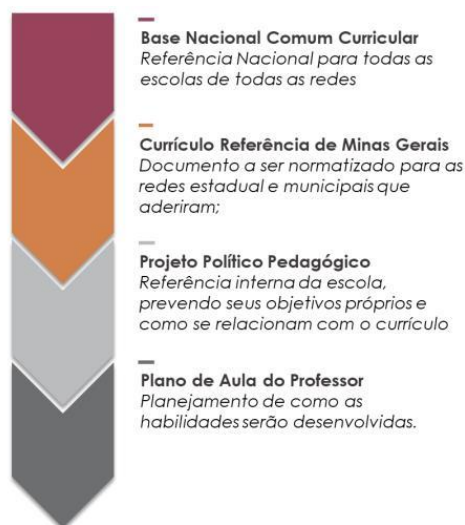 Base Nacional Comum Curricular
Referência Nacional para todas as
escolas de todas as redes
Currículo Referência de Minas Gerais
Documento a ser normatizado para as
redes estadual e municipais que
aderiram;
Projeto Político Pedagógico
Referência interna da escola,
prevendo seus objetivos próprios e
como se relacionam com o currículo
Plano de Aula do Professor
Planejamento de como as
habilidades serão desenvolvidas.